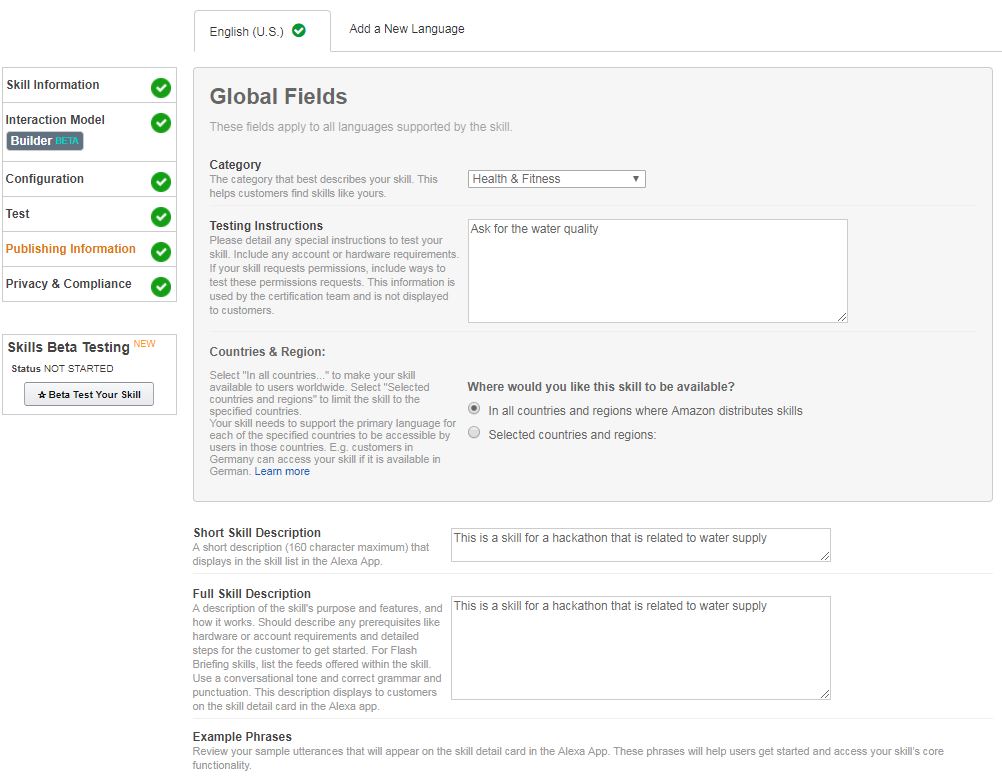 English (U.S.)
Add a New Language
Skill Information
Interaction Model
Builder BETA
Configuration
Test
Publishing Information
Privacy & Compliance
Skills Beta Testing NEW
Status NOT STARTED
Beta Test Your Skill
Global Fields
These fields apply to all languages supported by the skill.
Category
The category that best describes your skill. This
helps customers find skills like yours.
Health & Fitness
Testing Instructions
Please detail any special instructions to test your
skill. Include any account or hardware requirements.
If your skill requests permissions, include ways to
test these permissions requests. This information is
used by the certification team and is not displayed
to customers.
Ask for the water quality
Countries & Region:
Select "In all countries..." to make your skill
available to users worldwide. Select "Selected
countries and regions" to limit the skill to the
specified countries.
Your skill needs to support the primary language for
each of the specified countries to be accessible by
users in those countries. E.g. customers in
Germany can access your skill if it is available in
German. Learn more
Where would you like this skill to be available?
In all countries and regions where Amazon distributes skills
Selected countries and regions:
Short Skill Description
A short description (160 character maximum) that
displays in the skill list in the Alexa App.
This is a skill for a hackathon that is related to water supply
Full Skill Description
A description of the skill's purpose and features, and
how it works. Should describe any prerequisites like
hardware or account requirements and detailed
steps for the customer to get started. For Flash
Briefing skills, list the feeds offered within the skill.
Use a conversational tone and correct grammar and
punctuation. This description displays to customers
on the skill detail card in the Alexa app.
This is a skill for a hackathon that is related to water supply
Example Phrases
Review your sample utterances that will appear on the skill detail card in the Alexa App. These phrases will help users get started and access your skill's core
functionality.